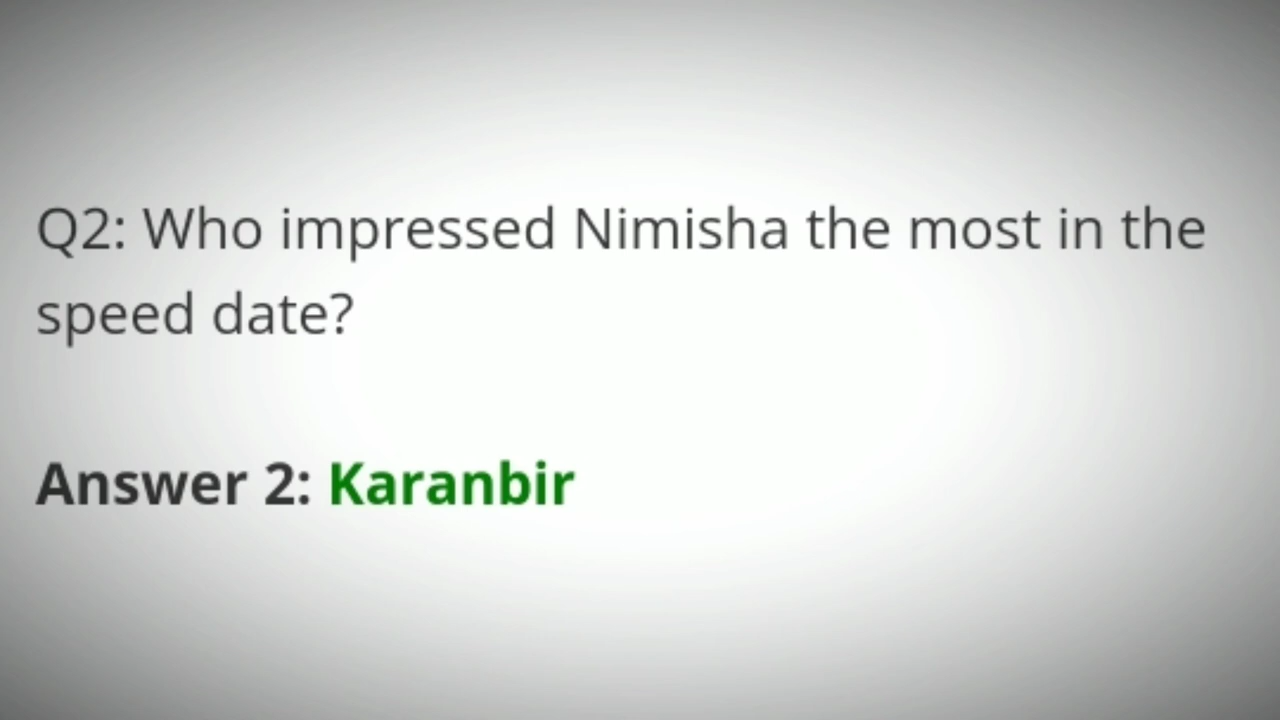 Q2: Who impressed Nimisha the most in the
speed date?
Answer 2: Karanbir